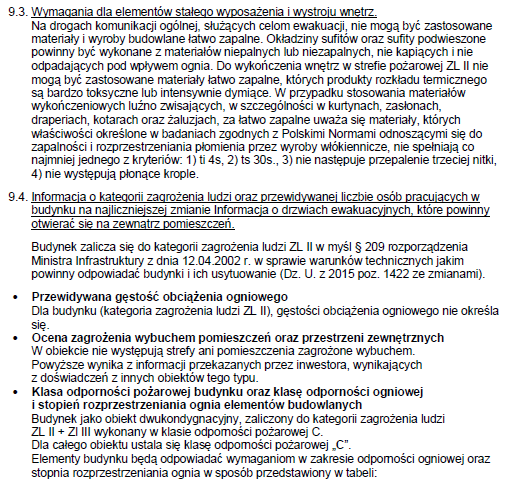 9.3. Wymagania dla elementów stałego wyposażenia i wystroju wnętrz.
Na drogach komunikacji ogólnej, służących celom ewakuacji, nie mogą być zastosowane
materiały i wyroby budowlane łatwo zapalne. Okładziny sufitów oraz sufity podwieszone
powinny być wykonane z materiałów niepalnych lub niezapalnych, nie kapiących i nie
odpadających pod wpływem ognia. Do wykończenia wnętrz w strefie pożarowej ZL II nie
mogą być zastosowane materiały łatwo zapalne, których produkty rozkładu termicznego
są bardzo toksyczne lub intensywnie dymiące. W przypadku stosowania materiałów
wykończeniowych luźno zwisających, w szczególności w kurtynach, zasłonach,
draperiach, kotarach oraz żaluzjach, za łatwo zapalne uważa się materiały, których
właściwości określone w badaniach zgodnych z Polskimi Normami odnoszącymi się do
zapalności i rozprzestrzeniania płomienia przez wyroby włókiennicze, nie spełniają co
najmniej jednego z kryteriów: 1) ti 4s, 2) ts 30s., 3) nie następuje przepalenie trzeciej nitki,
4) nie występują płonące krople.
9.4. Informacja o kategorii zagrożenia ludzi oraz przewidywanej liczbie osób pracujących w
budynku na najliczniejszej zmianie Informacja o drzwiach ewakuacyjnych, które powinny
otwierać się na zewnątrz pomieszczeń.
Budynek zalicza się do kategorii zagrożenia ludzi ZL II w myśl § 209 rozporządzenia
Ministra Infrastruktury z dnia 12.04.2002 r. w sprawie warunków technicznych jakim
powinny odpowiadać budynki i ich usytuowanie (Dz. U. z 2015 poz. 1422 ze zmianami).
• Przewidywana gęstość obciążenia ogniowego
Dla budynku (kategoria zagrożenia ludzi ZL II), gęstości obciążenia ogniowego nie określa
się.
• Ocena zagrożenia wybuchem pomieszczeń oraz przestrzeni zewnętrznych
W obiekcie nie występują strefy ani pomieszczenia zagrożone wybuchem.
Powyższe wynika z informacji przekazanych przez inwestora, wynikających
z doświadczeń z innych obiektów tego typu.
• Klasa odporności pożarowej budynku oraz klasę odporności ogniowej
i stopień rozprzestrzeniania ognia elementów budowlanych
Budynek jako obiekt dwukondygnacyjny, zaliczony do kategorii zagrożenia ludzi
ZL II + Zl III wykonany w klasie odporności pożarowej C.
Dla całego obiektu ustala się klasę odporności pożarowej „C”.
Elementy budynku będą odpowiadać wymaganiom w zakresie odporności ogniowej oraz
stopnia rozprzestrzeniania ognia w sposób przedstawiony w tabeli: